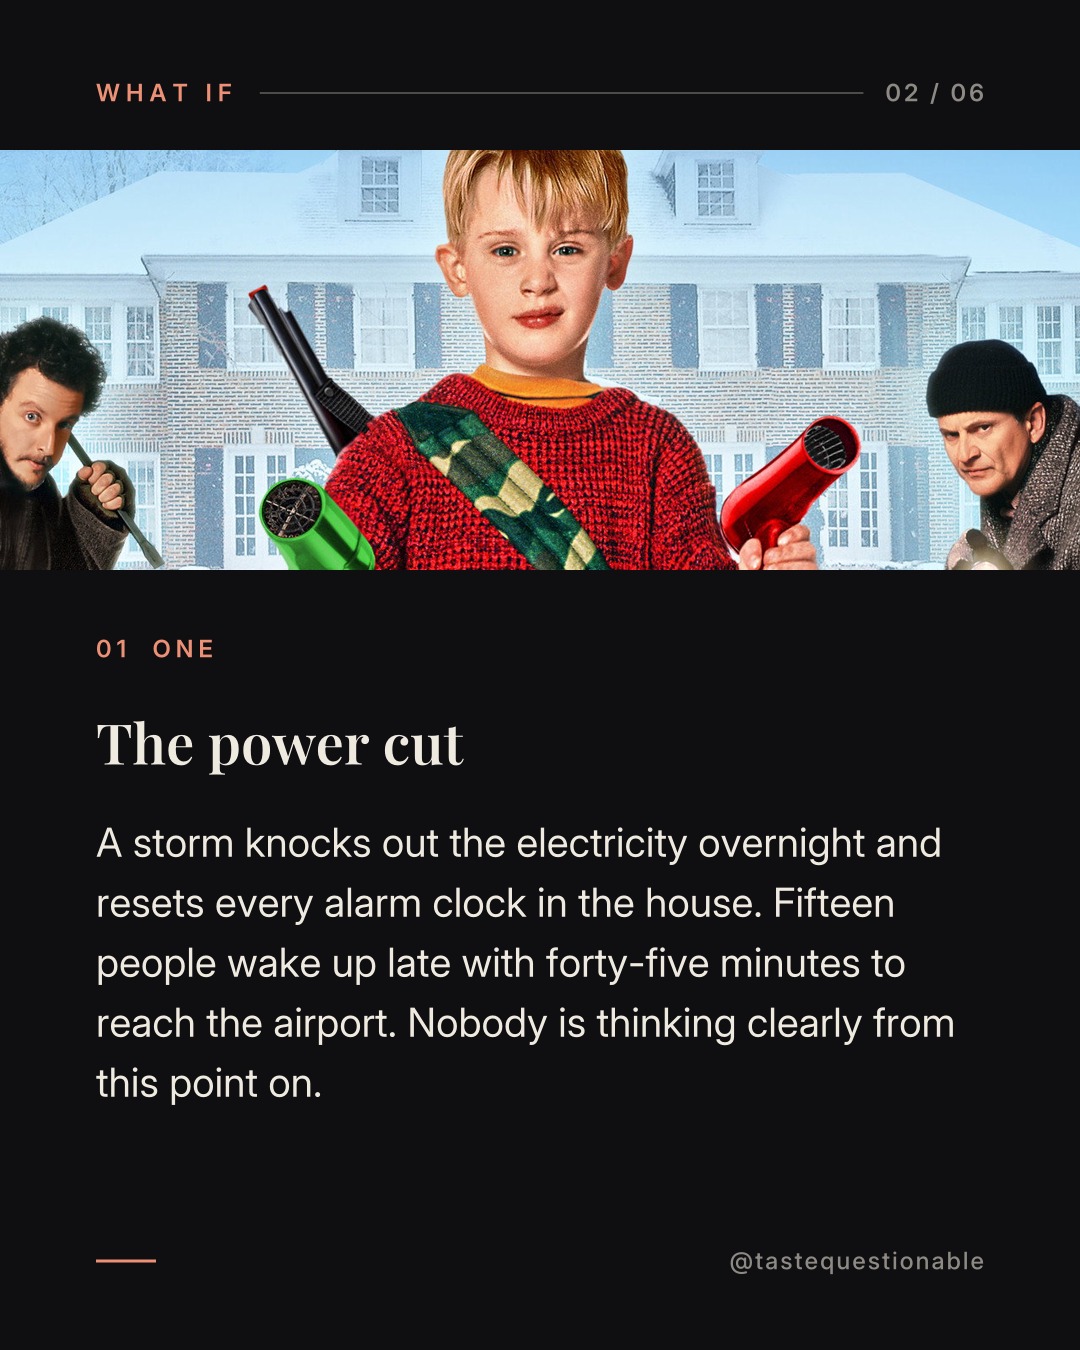 WHAT IF
02 / 06
01 ONE
The power cut
A storm knocks out the electricity overnight and
resets every alarm clock in the house. Fifteen
people wake up late with forty-five minutes to
reach the airport. Nobody is thinking clearly from
this point on.
@tastequestionable